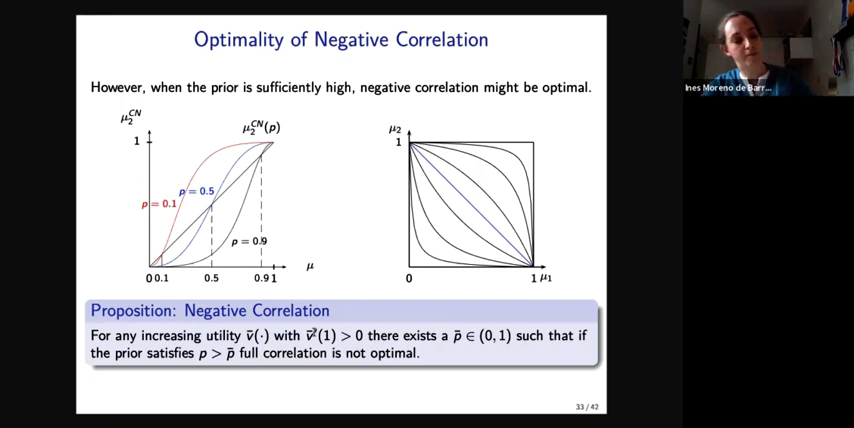 Optimality of Negative Correlation
However, when the prior is sufficiently high, negative correlation might be optimal.
μ₂^CN
μ₂^CN(p)
1
p = 0.5
p = 0.1
p = 0.9
μ
0 0.1 0.5 0.9 1
μ₂
1
0 1 μ₁
Proposition: Negative Correlation
For any increasing utility v̄(·) with (1) > 0 there exists a p̄ ∈ (0, 1) such that if
the prior satisfies p > p̄ full correlation is not optimal.
33 / 42
Ines Moreno de Barr...